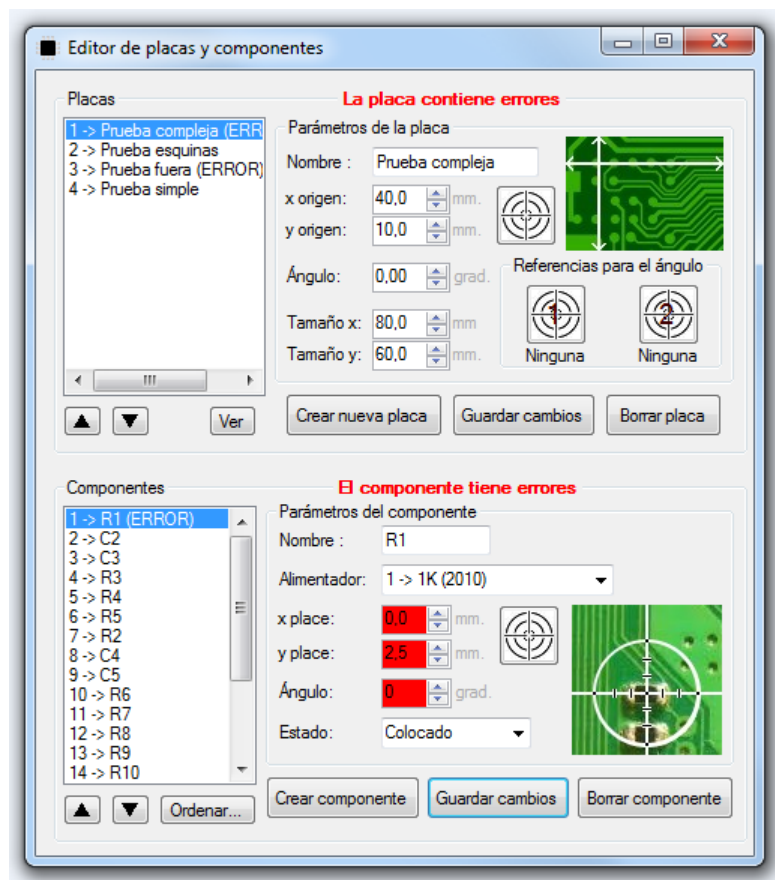 Editor de placas y componentes
Placas
La placa contiene errores
1 -> Prueba compleja (ERR
2 -> Prueba esquinas
3 -> Prueba fuera (ERROR)
4 -> Prueba simple
Ver
Parámetros de la placa
Nombre : Prueba compleja
x origen: 40,0 mm.
y origen: 10,0 mm.
Ángulo: 0,00 grad.
Tamaño x: 80,0 mm
Tamaño y: 60,0 mm.
Referencias para el ángulo
1 2
Ninguna Ninguna
Crear nueva placa Guardar cambios Borrar placa
Componentes
El componente tiene errores
1 -> R1 (ERROR)
2 -> C2
3 -> C3
4 -> R3
5 -> R4
6 -> R5
7 -> R2
8 -> C4
9 -> C5
10 -> R6
11 -> R7
12 -> R8
13 -> R9
14 -> R10
Ordenar...
Parámetros del componente
Nombre : R1
Alimentador: 1 -> 1K (2010)
x place: 0,0 mm.
y place: 2,5 mm.
Ángulo: 0 grad.
Estado: Colocado
Crear componente Guardar cambios Borrar componente